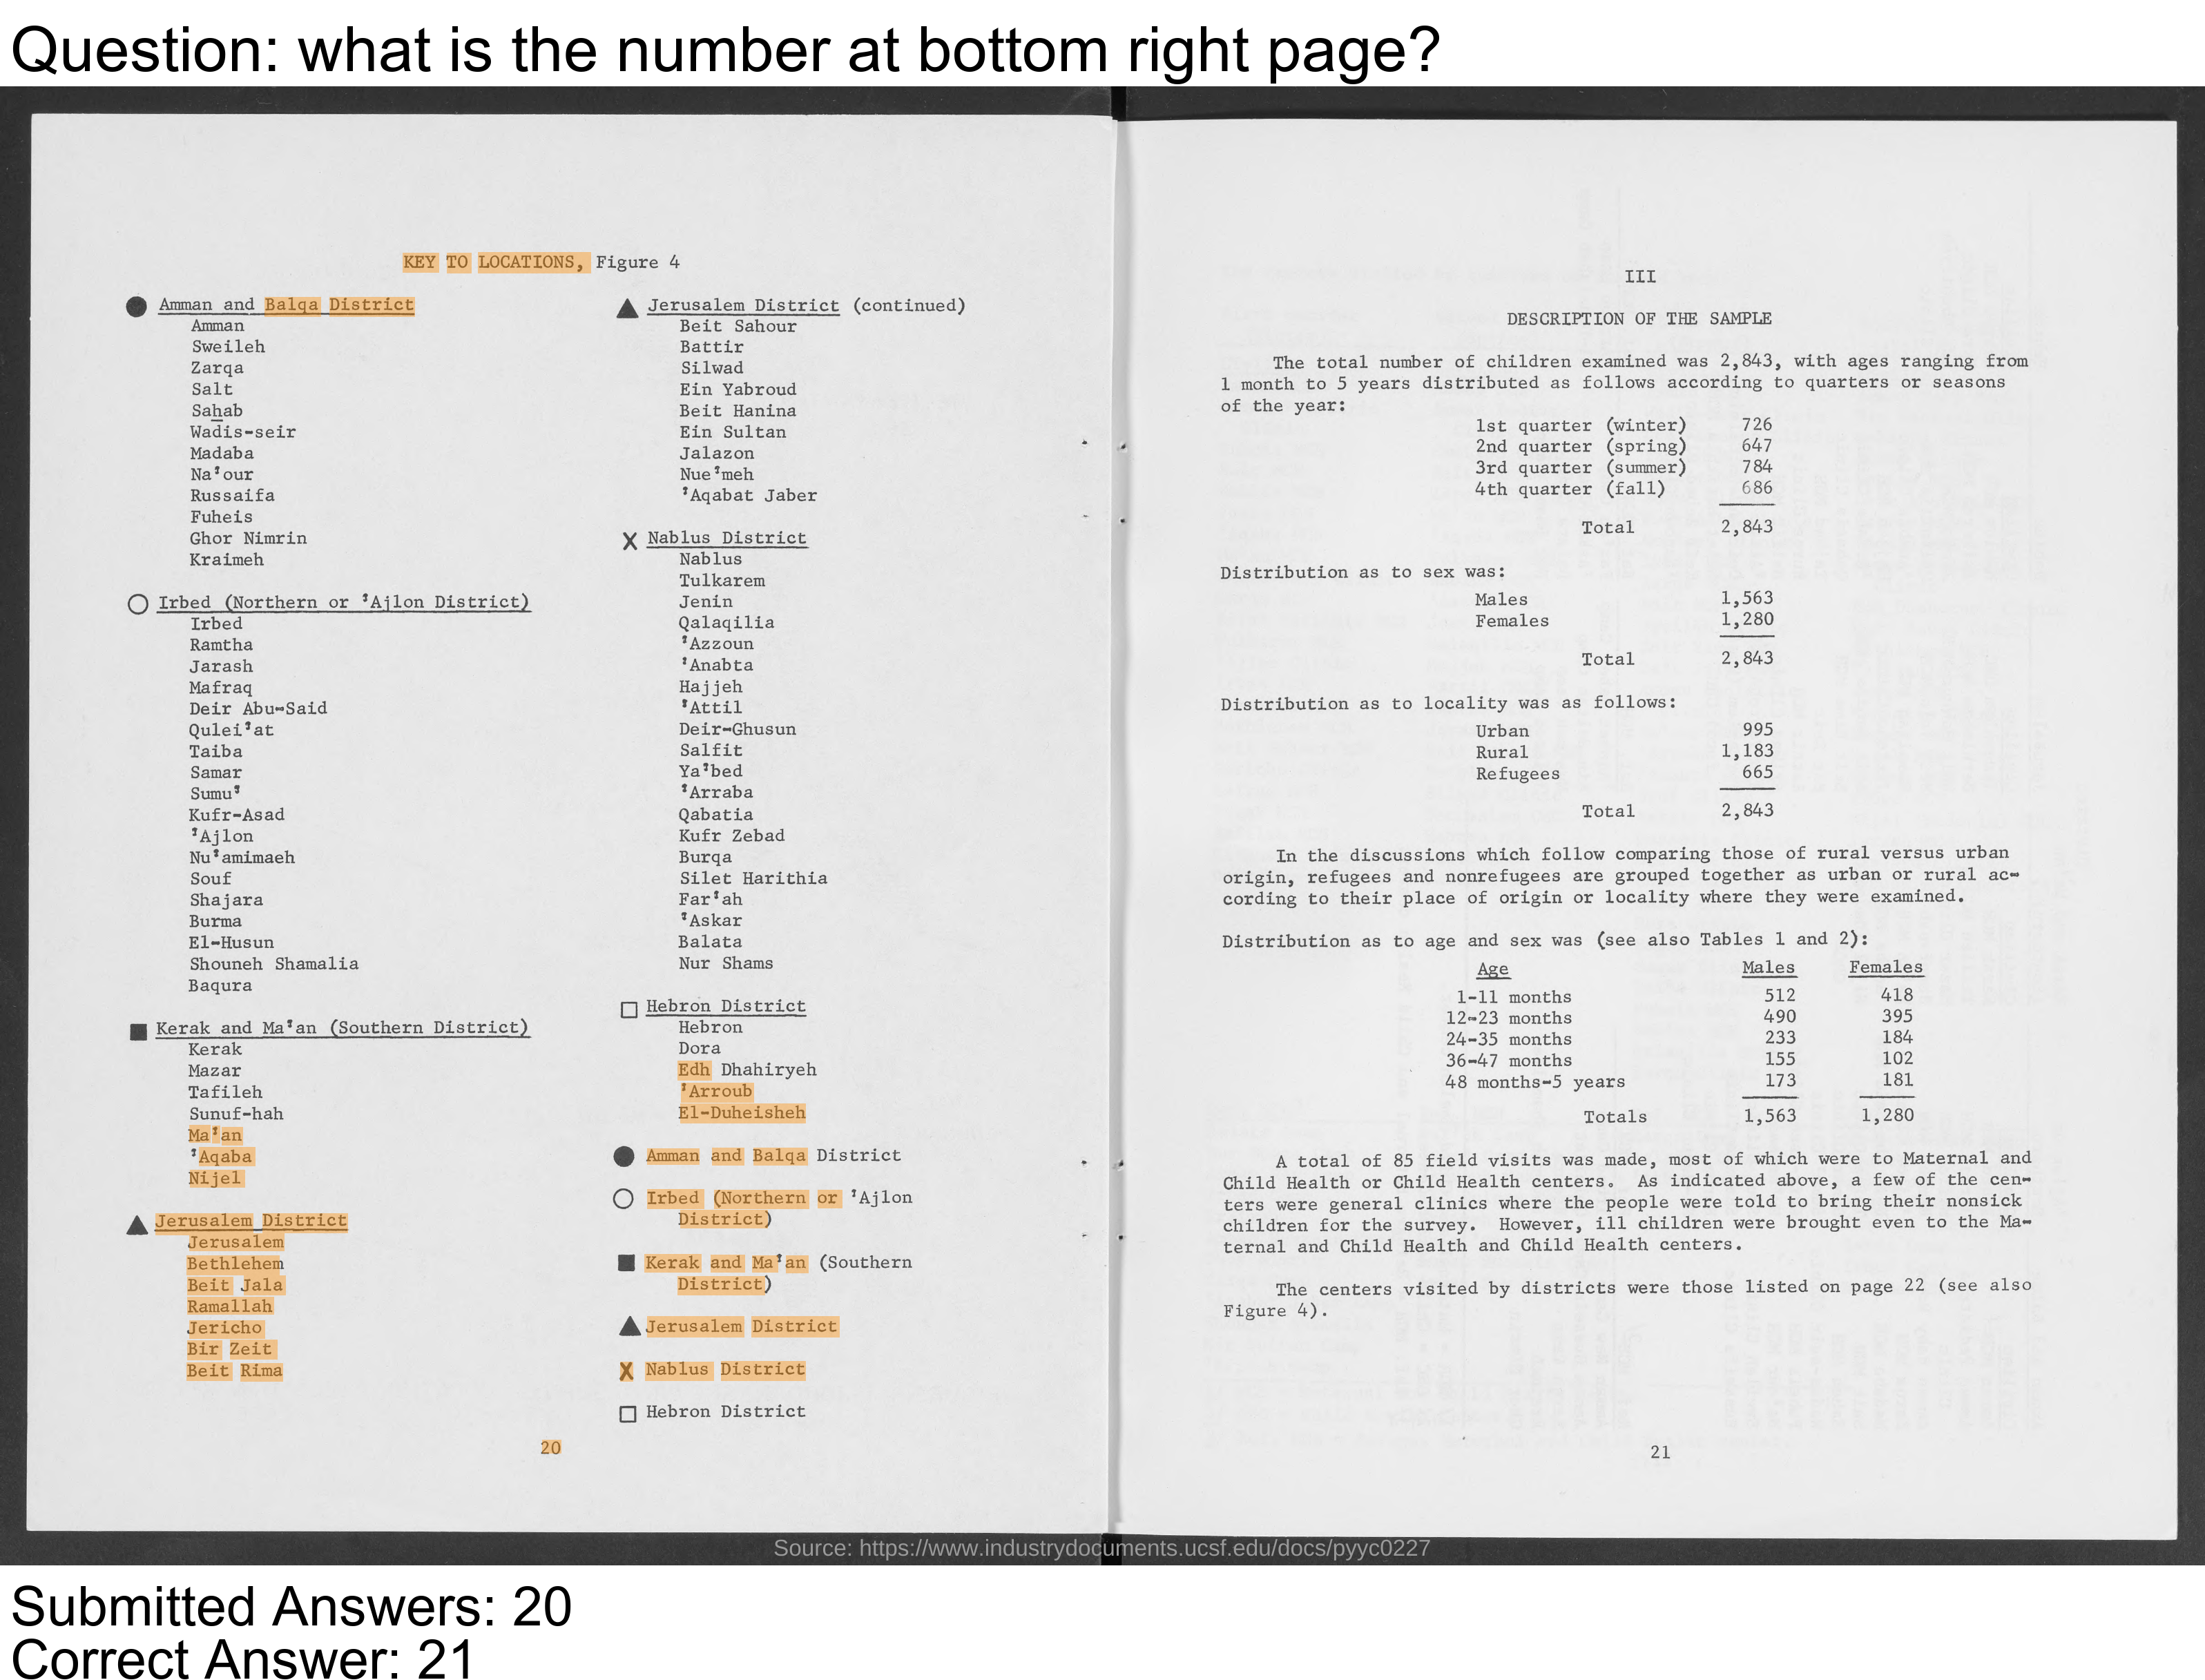 Question: what is the number at bottom right page?
KEY TO LOCATIONS, Figure 4
Amman and Balqa District
Amman
Sweileh
Zarqa
Salt
Sahab
Wadis-seir
Madaba
Na'our
Russaifa
Fuheis
Ghor Nimrin
Kraimeh
Irbed (Northern or 'Ajlon District)
Irbed
Ramtha
Jarash
Mafraq
Deir Abu-Said
Qulei'at
Taiba
Samar
Sumu'
Kufr-Asad
'Ajlon
Nu'amimaeh
Souf
Shajara
Burma
El-Husun
Shouneh Shamalia
Baqura
Kerak and Ma'an (Southern District)
Kerak
Mazar
Tafileh
Sunuf-hah
Ma'an
'Aqaba
Nijel
Jerusalem District
Jerusalem
Bethlehem
Beit Jala
Ramallah
Jericho
Bir Zeit
Beit Rima
Jerusalem District (continued)
Beit Sahour
Battir
Silwad
Ein Yabroud
Beit Hanina
Ein Sultan
Jalazon
Nue'meh
'Aqabat Jaber
X Nablus District
Nablus
Tulkarem
Jenin
Qalaqilia
'Azzoun
'Anabta
Hajjeh
'Attil
Deir-Ghusun
Salfit
Ya'bed
'Arraba
Qabatia
Kufr Zebad
Burqa
Silet Harithia
Far'ah
'Askar
Balata
Nur Shams
Hebron District
Hebron
Dora
Edh Dhahiryeh
'Arroub
El-Duheisheh
Amman and Balqa District
Irbed (Northern or 'Ajlon
District)
Kerak and Ma'an (Southern
District)
Jerusalem District
X Nablus District
Hebron District
20
III
DESCRIPTION OF THE SAMPLE
The total number of children examined was 2,843, with ages ranging from
1 month to 5 years distributed as follows according to quarters or seasons
of the year:
1st quarter (winter) 726
2nd quarter (spring) 647
3rd quarter (summer) 784
4th quarter (fall) 686
Total 2,843
Distribution as to sex was:
Males 1,563
Females 1,280
Total 2,843
Distribution as to locality was as follows:
Urban 995
Rural 1,183
Refugees 665
Total 2,843
In the discussions which follow comparing those of rural versus urban
origin, refugees and nonrefugees are grouped together as urban or rural ac-
cording to their place of origin or locality where they were examined.
Distribution as to age and sex was (see also Tables 1 and 2):
Age Males Females
1-11 months 512 418
12-23 months 490 395
24-35 months 233 184
36-47 months 155 102
48 months-5 years 173 181
Totals 1,563 1,280
A total of 85 field visits was made, most of which were to Maternal and
Child Health or Child Health centers. As indicated above, a few of the cen-
ters were general clinics where the people were told to bring their nonsick
children for the survey. However, ill children were brought even to the Ma-
ternal and Child Health and Child Health centers.
The centers visited by districts were those listed on page 22 (see also
Figure 4).
21
Source: https://www.industrydocuments.ucsf.edu/docs/pyyc0227
Submitted Answers: 20
Correct Answer: 21